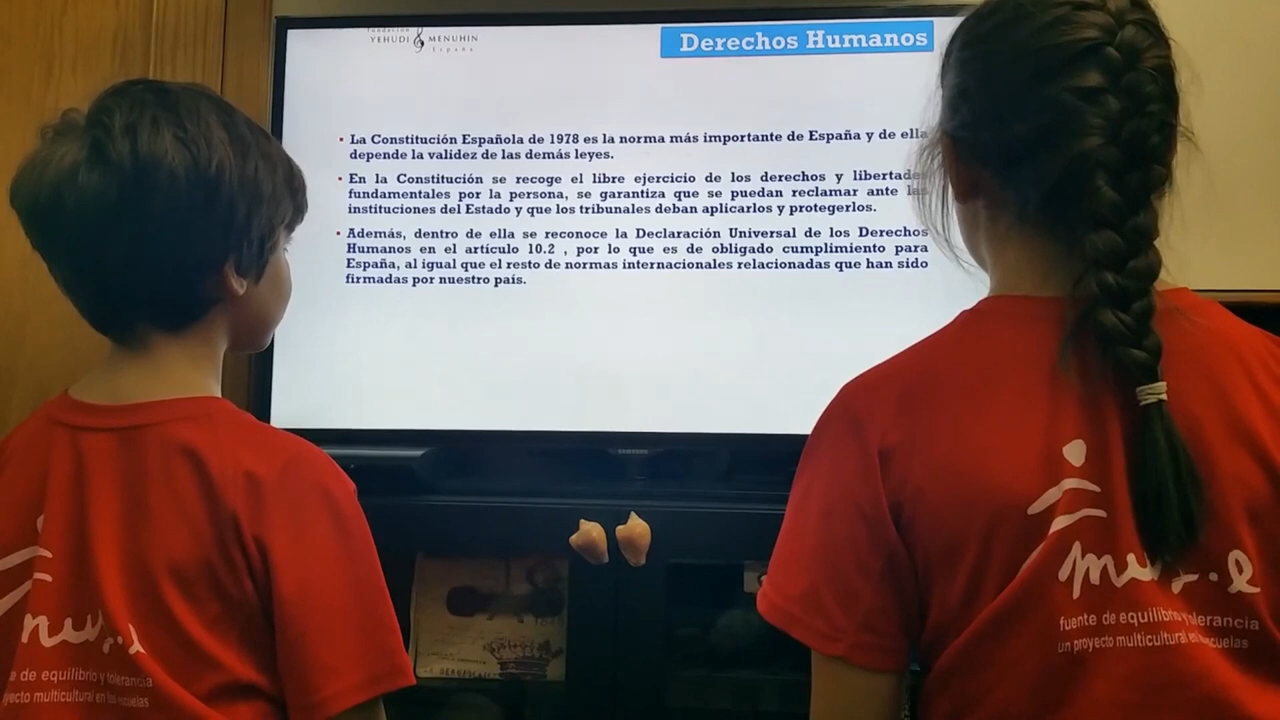 Fundación
YEHUDI MENUHIN
España
Derechos Humanos
La Constitución Española de 1978 es la norma más importante de España y de ella
depende la validez de las demás leyes.
En la Constitución se recoge el libre ejercicio de los derechos y libertades
fundamentales por la persona, se garantiza que se puedan reclamar ante las
instituciones del Estado y que los tribunales deban aplicarlos y protegerlos.
Además, dentro de ella se reconoce la Declaración Universal de los Derechos
Humanos en el artículo 10.2 , por lo que es de obligado cumplimiento para
España, al igual que el resto de normas internacionales relacionadas que han sido
firmadas por nuestro país.
SAMSUNG
de equilibrio y tolerancia
multicultural en las escuelas
mus-e
fuente de equilibrio y tolerancia
un proyecto multicultural en escuelas